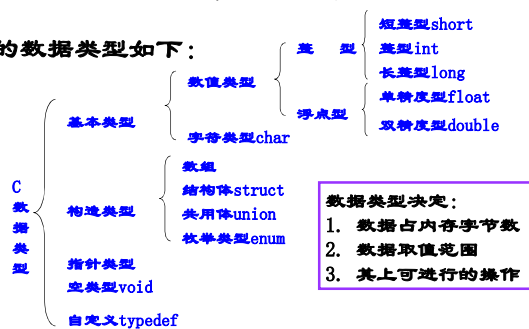 短整型short
的数据类型如下：
整 型
整型int
数值类型
长整型long
单精度型float
浮点型
基本类型
双精度型double
字符类型char
数组
C数据类型
结构体struct
数据类型决定：
构造类型
共用体union
1. 数据占内存字节数
枚举类型enum
2. 数据取值范围
指针类型
3. 其上可进行的操作
空类型void
自定义typedef